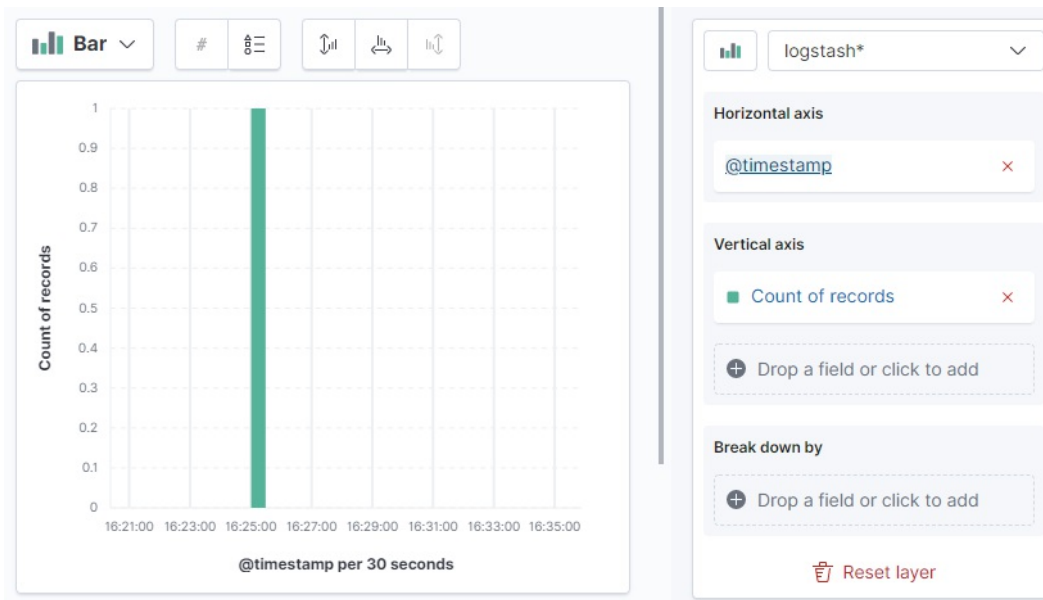 Bar
#
logstash*
Horizontal axis
@timestamp
Vertical axis
Count of records
Drop a field or click to add
Break down by
Drop a field or click to add
Reset layer
1
0.9
0.8
0.7
0.6
0.5
0.4
0.3
0.2
0.1
0
Count of records
16:21:00 16:23:00 16:25:00 16:27:00 16:29:00 16:31:00 16:33:00 16:35:00
@timestamp per 30 seconds